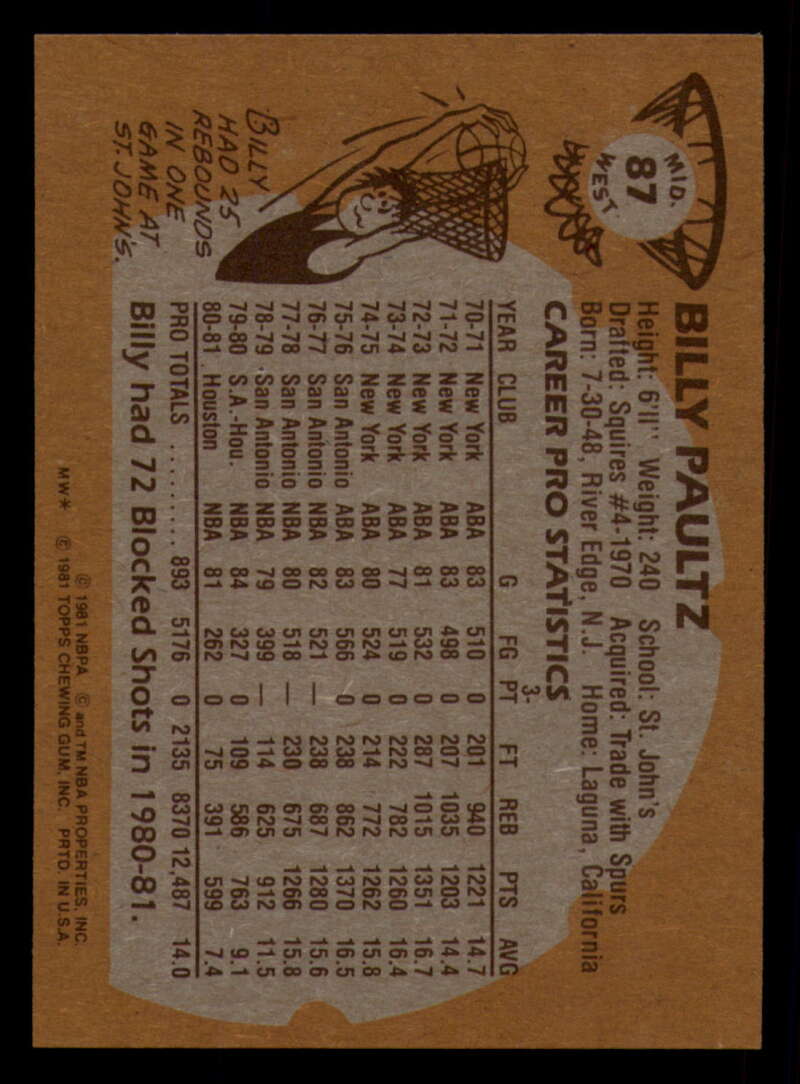 MID.
87
WEST
BILLY PAULTZ
Height: 6'11" Weight: 240 School: St. John's
Drafted: Squires #4-1970 Acquired: Trade with Spurs
Born: 7-30-48, River Edge, N.J. Home: Laguna, California
CAREER PRO STATISTICS
YEAR CLUB G FG 3-PT FT REB PTS AVG
70-71 New York ABA 83 510 0 201 940 1221 14.7
71-72 New York ABA 83 498 0 207 1035 1203 14.4
72-73 New York ABA 81 532 0 287 1015 1351 16.7
73-74 New York ABA 77 519 0 222 782 1260 16.4
74-75 New York ABA 80 524 0 214 772 1262 15.8
75-76 San Antonio ABA 83 566 0 238 862 1370 16.5
76-77 San Antonio NBA 82 521 — 238 687 1280 15.6
77-78 San Antonio NBA 80 518 — 230 675 1266 15.8
78-79 San Antonio NBA 79 399 — 114 625 912 11.5
79-80 S.A.-Hou. NBA 84 327 0 109 586 763 9.1
80-81 Houston NBA 81 262 0 75 391 599 7.4
PRO TOTALS .......... 893 5176 0 2135 8370 12,487 14.0
Billy had 72 Blocked Shots in 1980-81.
BILLY
HAD 25
REBOUNDS
IN ONE
GAME AT
ST. JOHN'S.
© 1981 NBPA © and TM NBA PROPERTIES, INC.
MW* © 1981 TOPPS CHEWING GUM, INC. PRTD. IN U.S.A.